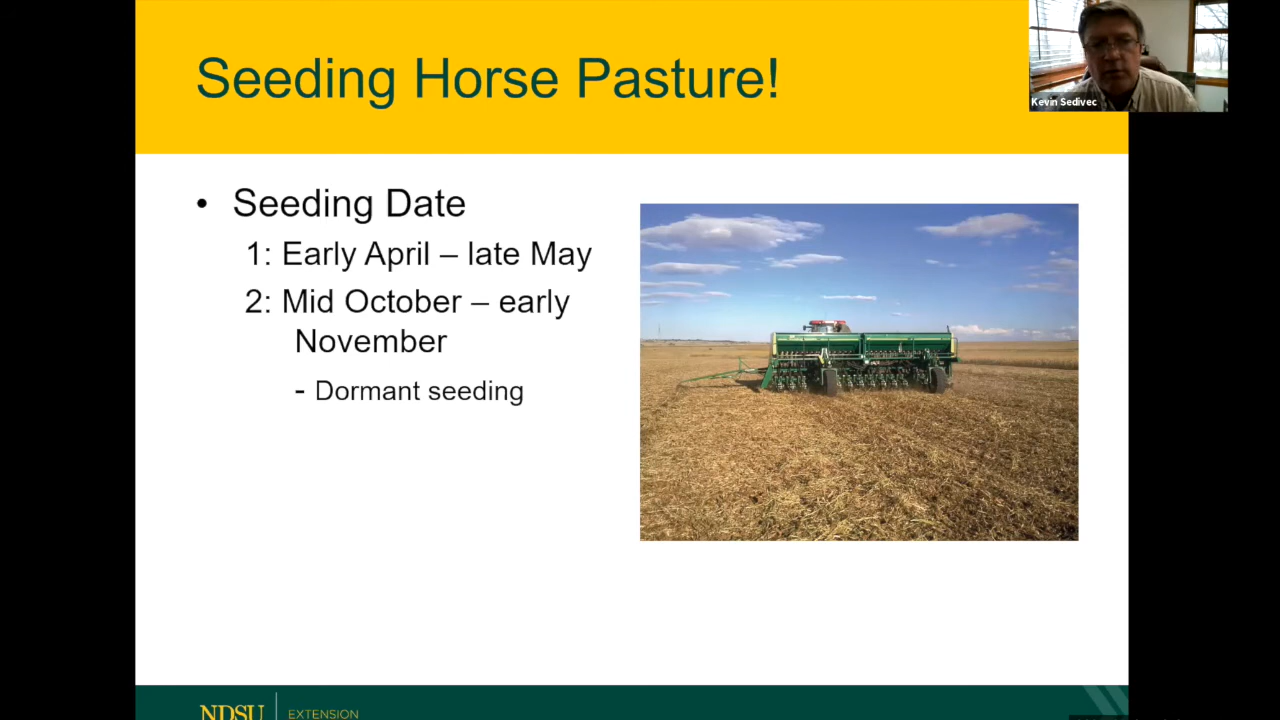 Seeding Horse Pasture!
Kevin Sedivec
• Seeding Date
1: Early April – late May
2: Mid October – early
November
- Dormant seeding
NDSU EXTENSION